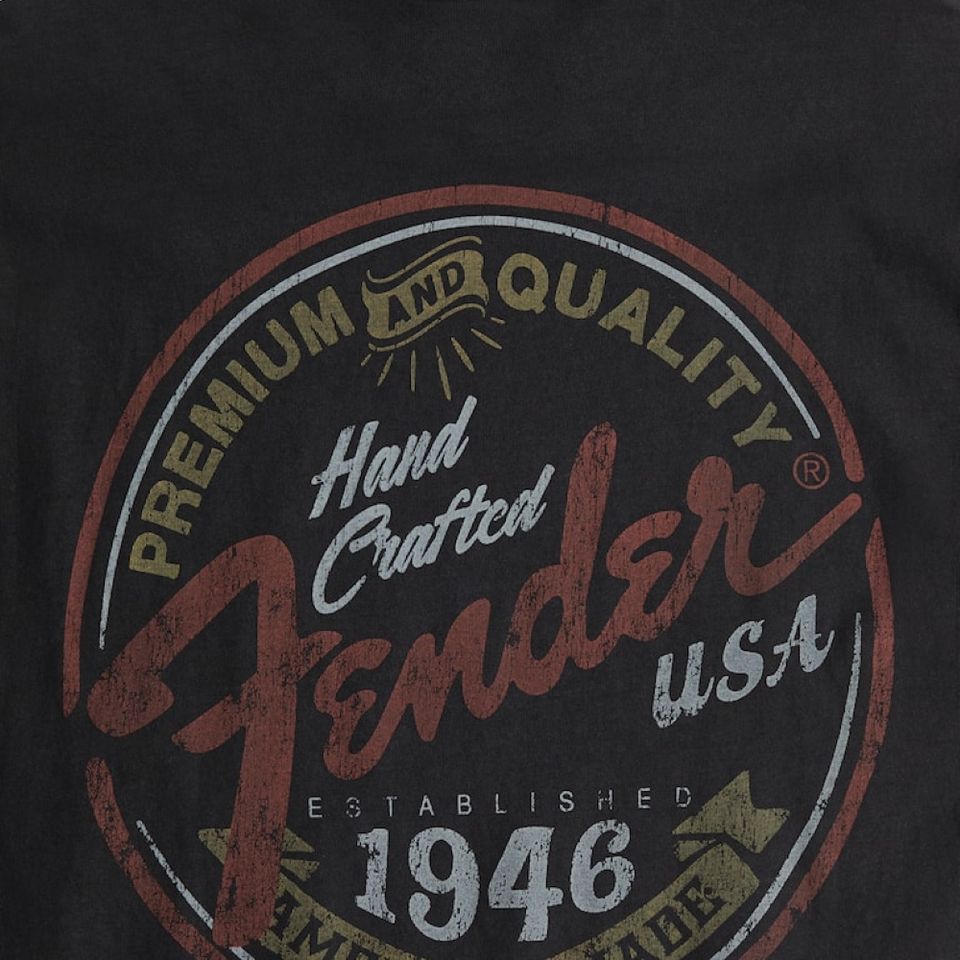 PREMIUM AND QUALITY
Hand
Crafted
Fender®
USA
ESTABLISHED
1946